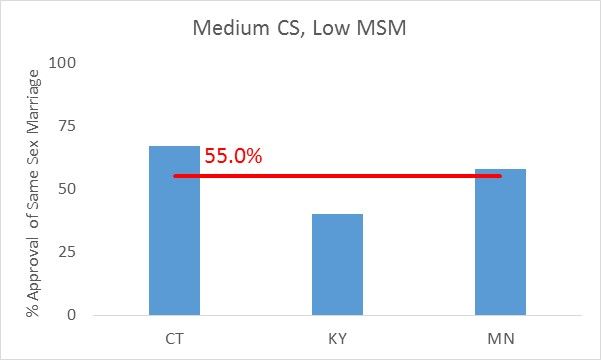 Medium CS, Low MSM
% Approval of Same Sex Marriage
100
75
50
25
0
55.0%
CT KY MN